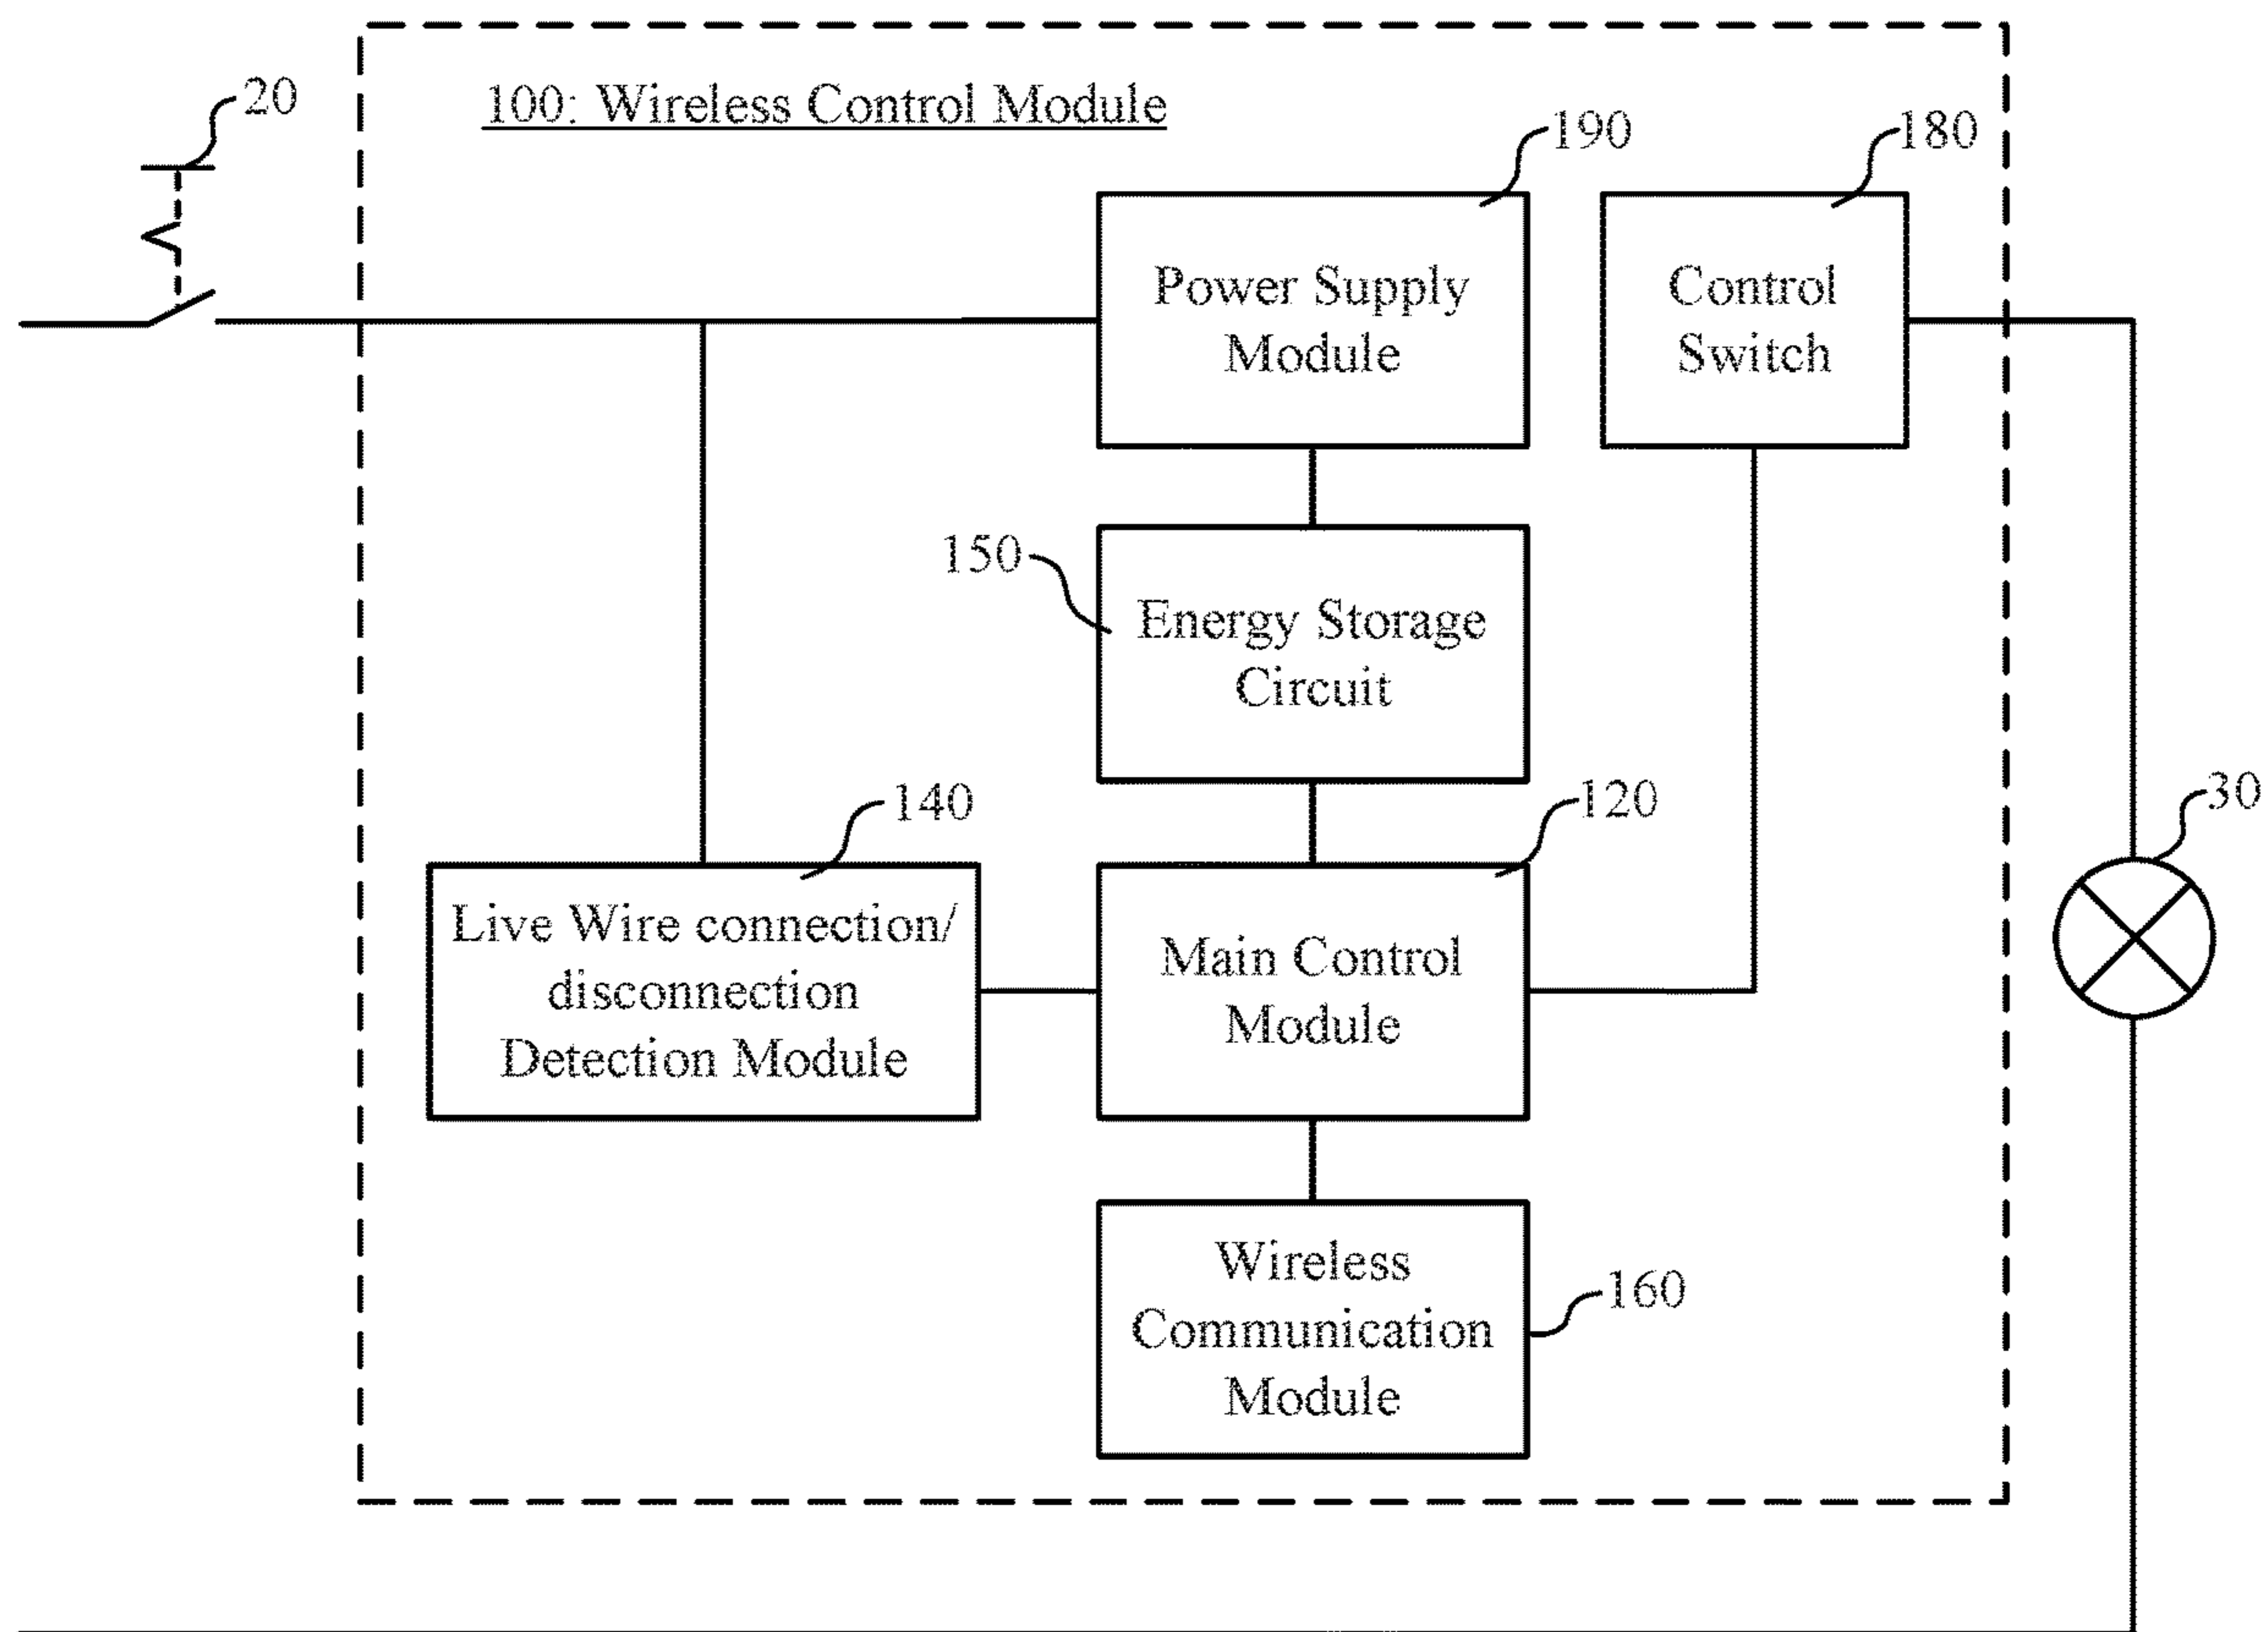 20
100: Wireless Control Module
190
180
Power Supply
Module
Control
Switch
150
Energy Storage
Circuit
140
120
30
Live Wire connection/
disconnection
Detection Module
Main Control
Module
Wireless
Communication
Module
160